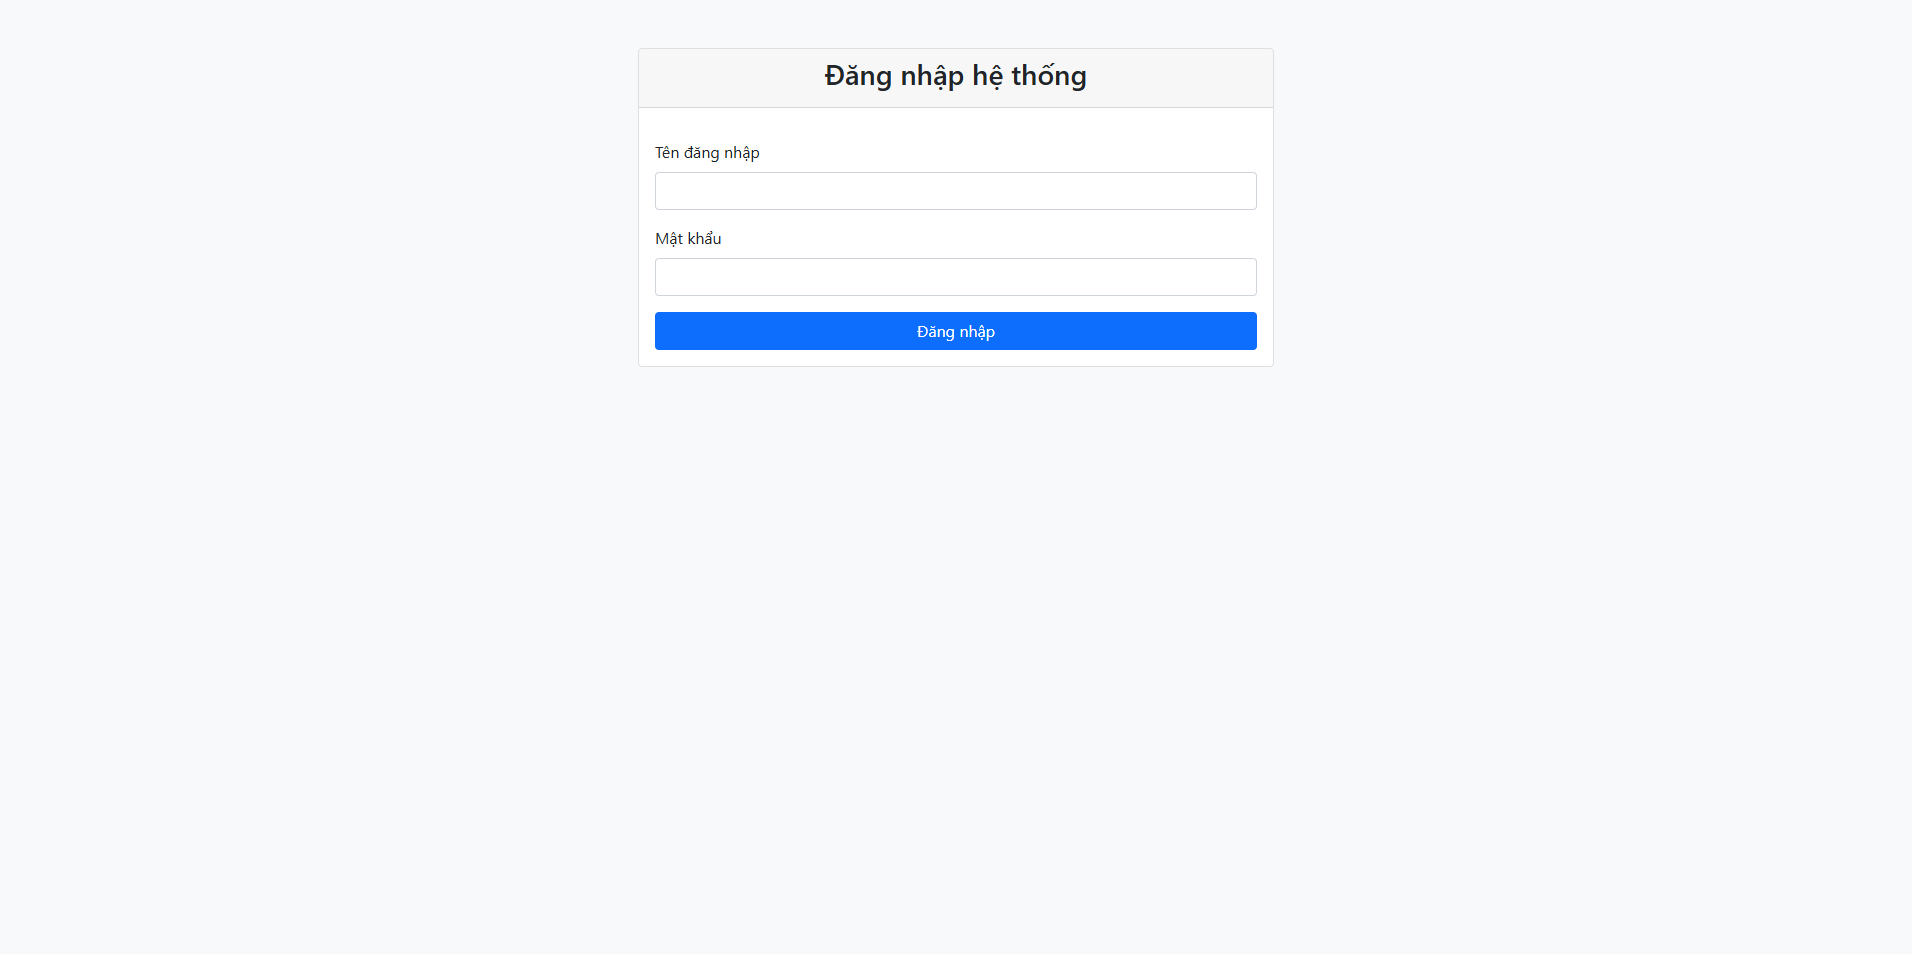 Đăng nhập hệ thống
Tên đăng nhập
Mật khẩu
Đăng nhập